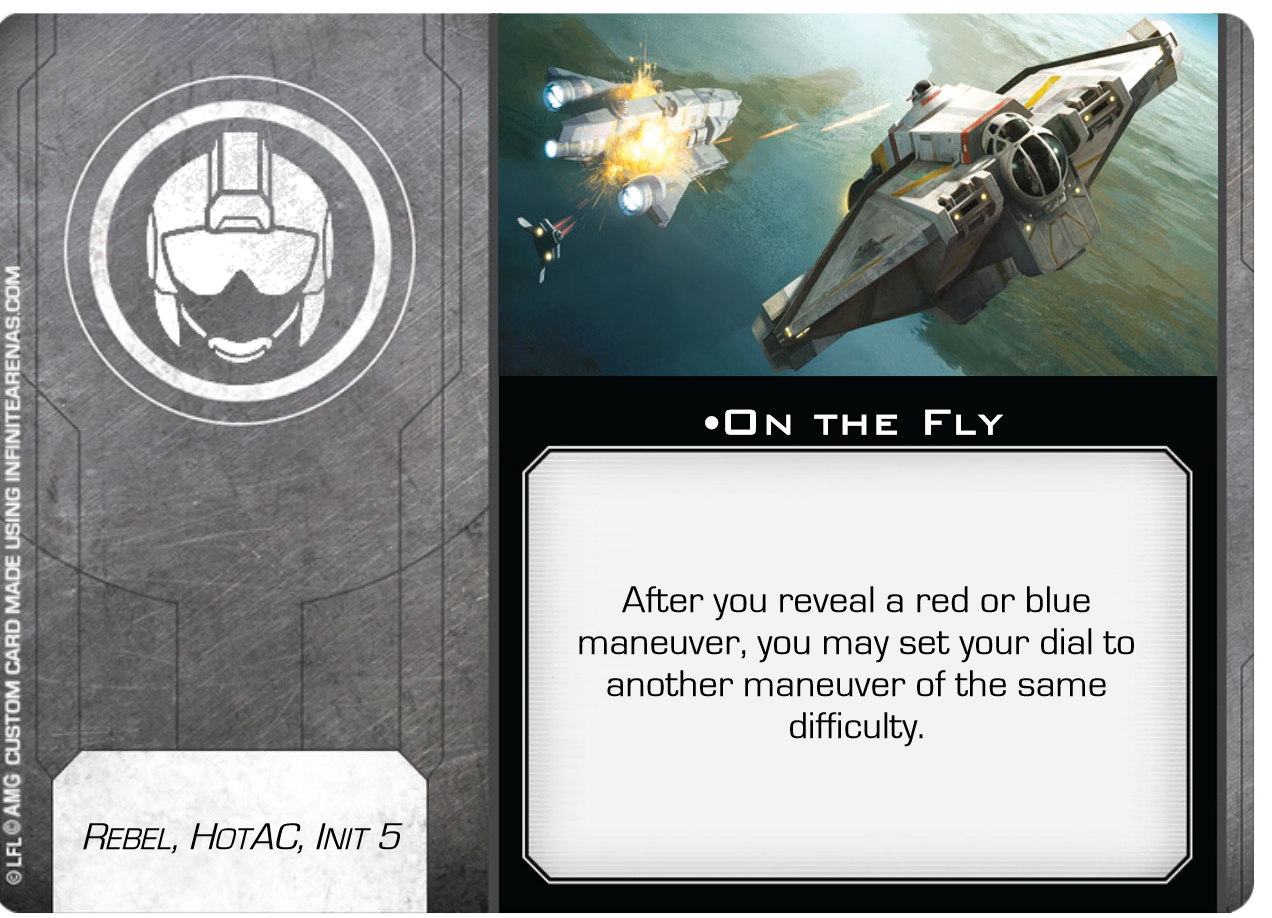 © LFL © AMG CUSTOM CARD MADE USING INFINITEARENAS.COM
•On the Fly
After you reveal a red or blue
maneuver, you may set your dial to
another maneuver of the same
difficulty.
Rebel, HotAC, Init 5